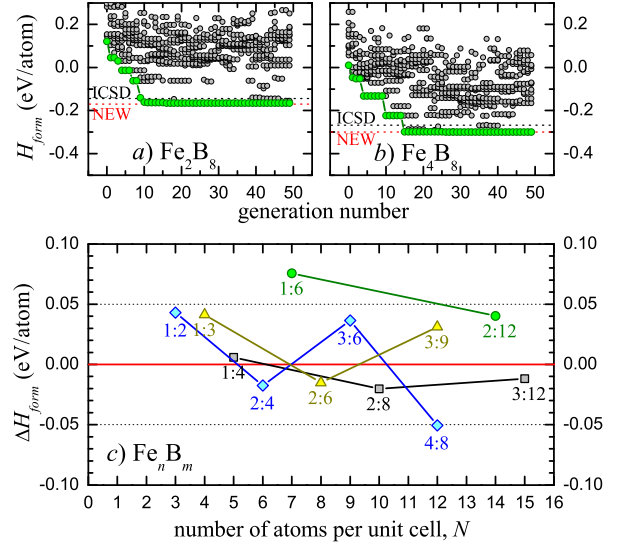 0.2
0.0
-0.2
-0.4
H_form (eV/atom)
ICSD
NEW
a) Fe₂B₈
0 10 20 30 40 50
ICSD
NEW
b) Fe₄B₈
0 10 20 30 40 50
0.2
0.0
-0.2
-0.4
generation number
0.10
0.05
0.00
-0.05
-0.10
ΔH_form (eV/atom)
1:6
2:12
1:2
1:3
3:6
3:9
1:4
2:4
2:6
2:8
3:12
4:8
c) FeₙBₘ
0.10
0.05
0.00
-0.05
-0.10
0 1 2 3 4 5 6 7 8 9 10 11 12 13 14 15 16
number of atoms per unit cell, N